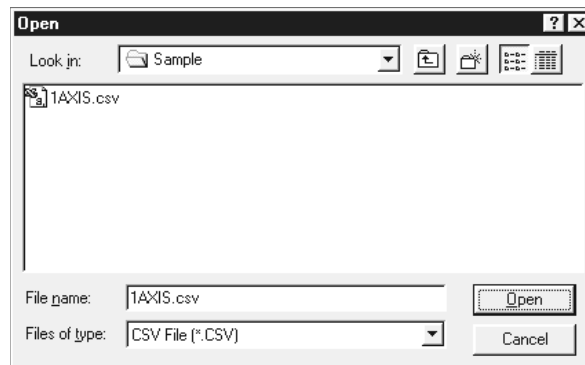 Open
Look in: Sample
1AXIS.csv
File name: 1AXIS.csv Open
Files of type: CSV File (*.CSV) Cancel